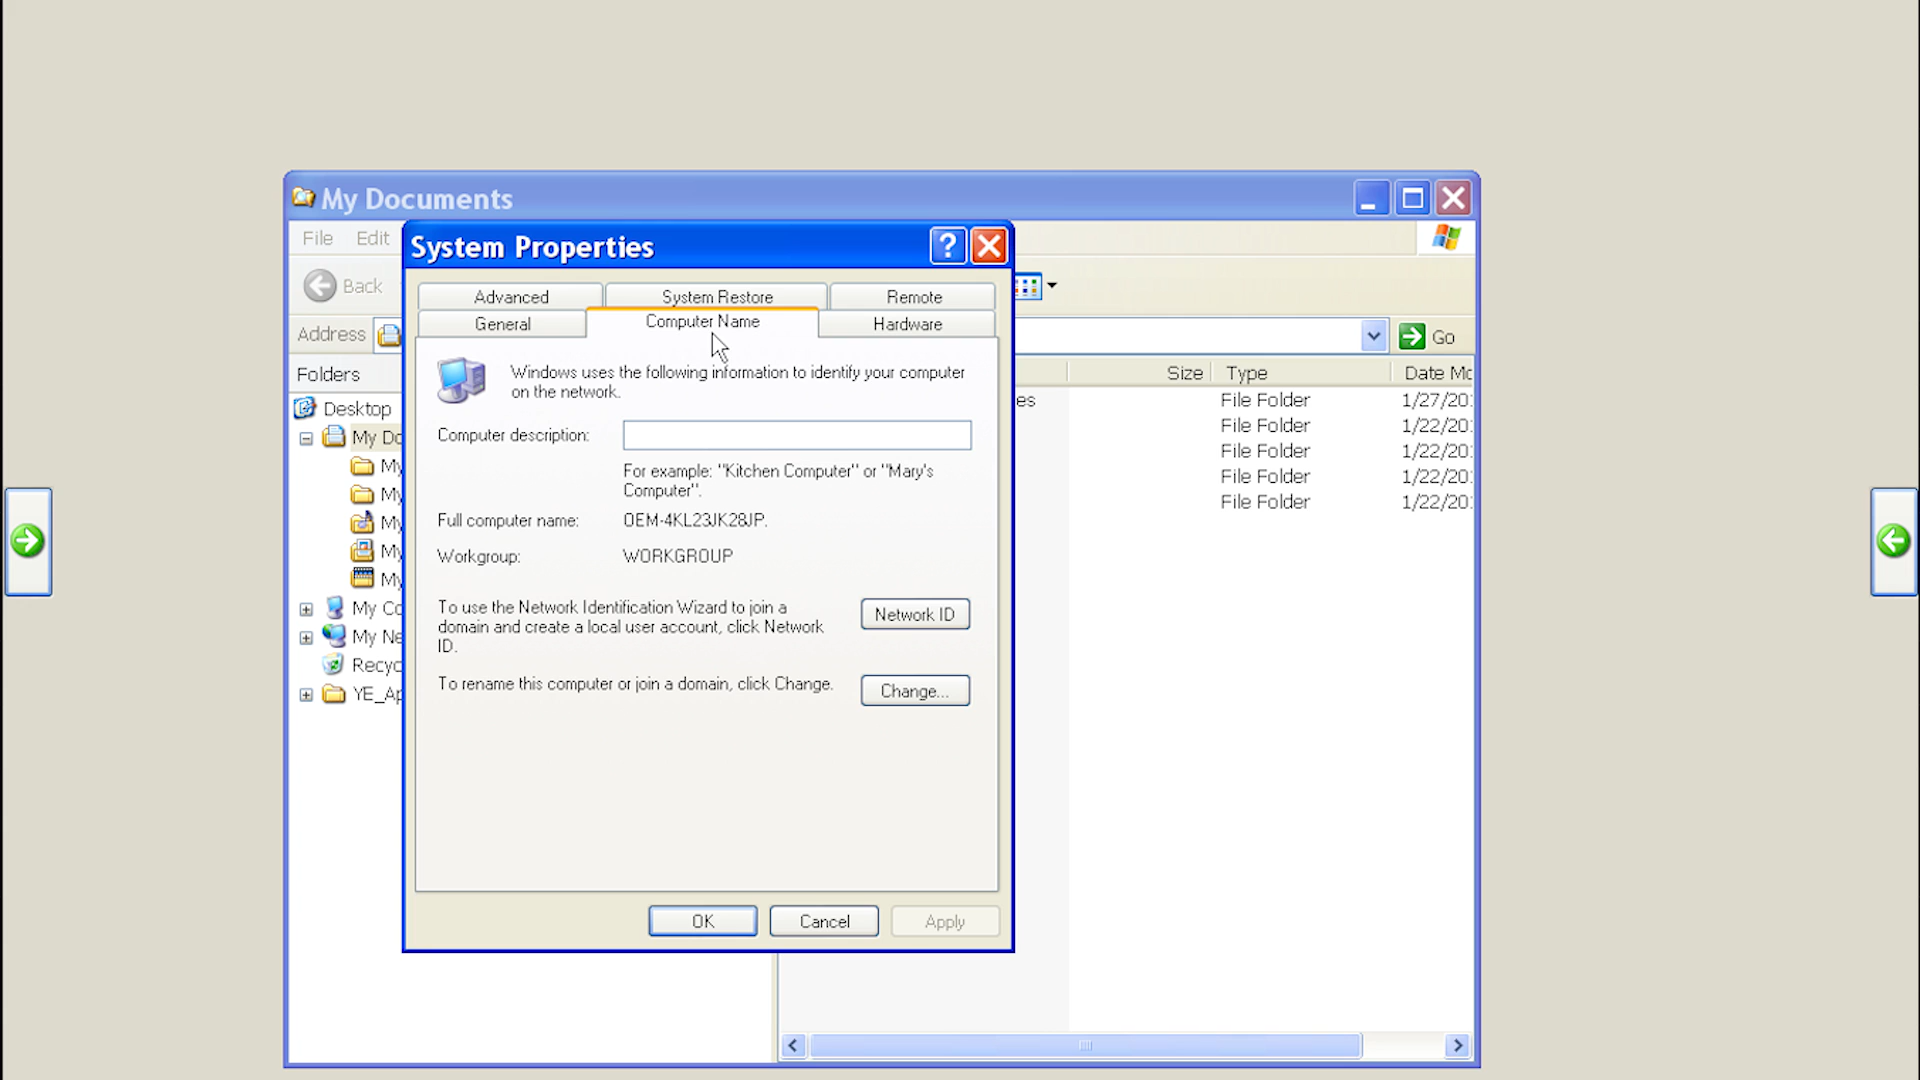 My Documents
File Edit
Back
Address
Go
Folders
Size Type Date Mo
Desktop
My Do
My
My
My
My
My
My Co
My Ne
Recyc
YE_Ap
es File Folder 1/27/20
File Folder 1/22/20
File Folder 1/22/20
File Folder 1/22/20
File Folder 1/22/20
System Properties
Advanced System Restore Remote
General Computer Name Hardware
Windows uses the following information to identify your computer
on the network.
Computer description:
For example: "Kitchen Computer" or "Mary's
Computer".
Full computer name: OEM-4KL23JK28JP.
Workgroup: WORKGROUP
To use the Network Identification Wizard to join a
domain and create a local user account, click Network
ID.
Network ID
To rename this computer or join a domain, click Change.
Change...
OK Cancel Apply